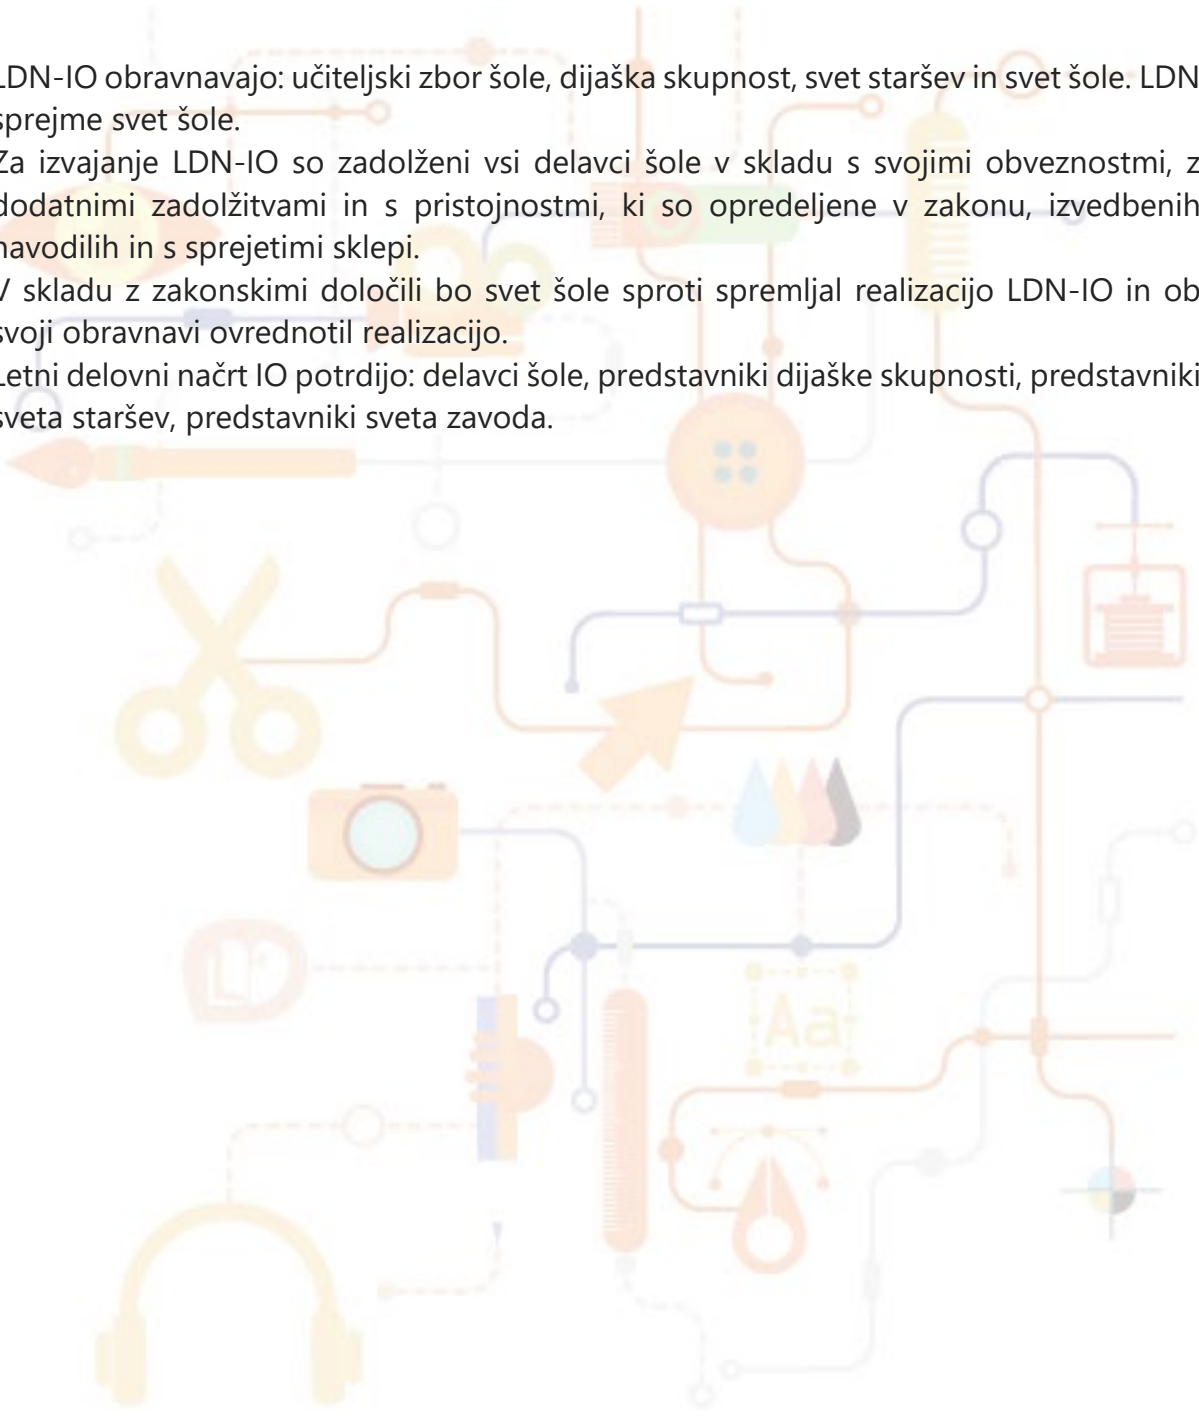 LDN-IO obravnavajo: učiteljski zbor šole, dijaška skupnost, svet staršev in svet šole. LDN
sprejme svet šole.
Za izvajanje LDN-IO so zadolženi vsi delavci šole v skladu s svojimi obveznostmi, z
dodatnimi zadolžitvami in s pristojnostmi, ki so opredeljene v zakonu, izvedbenih
navodilih in s sprejetimi sklepi.
V skladu z zakonskimi določili bo svet šole sproti spremljal realizacijo LDN-IO in ob
svoji obravnavi ovrednotil realizacijo.
Letni delovni načrt IO potrdijo: delavci šole, predstavniki dijaške skupnosti, predstavniki
sveta staršev, predstavniki sveta zavoda.
Aa